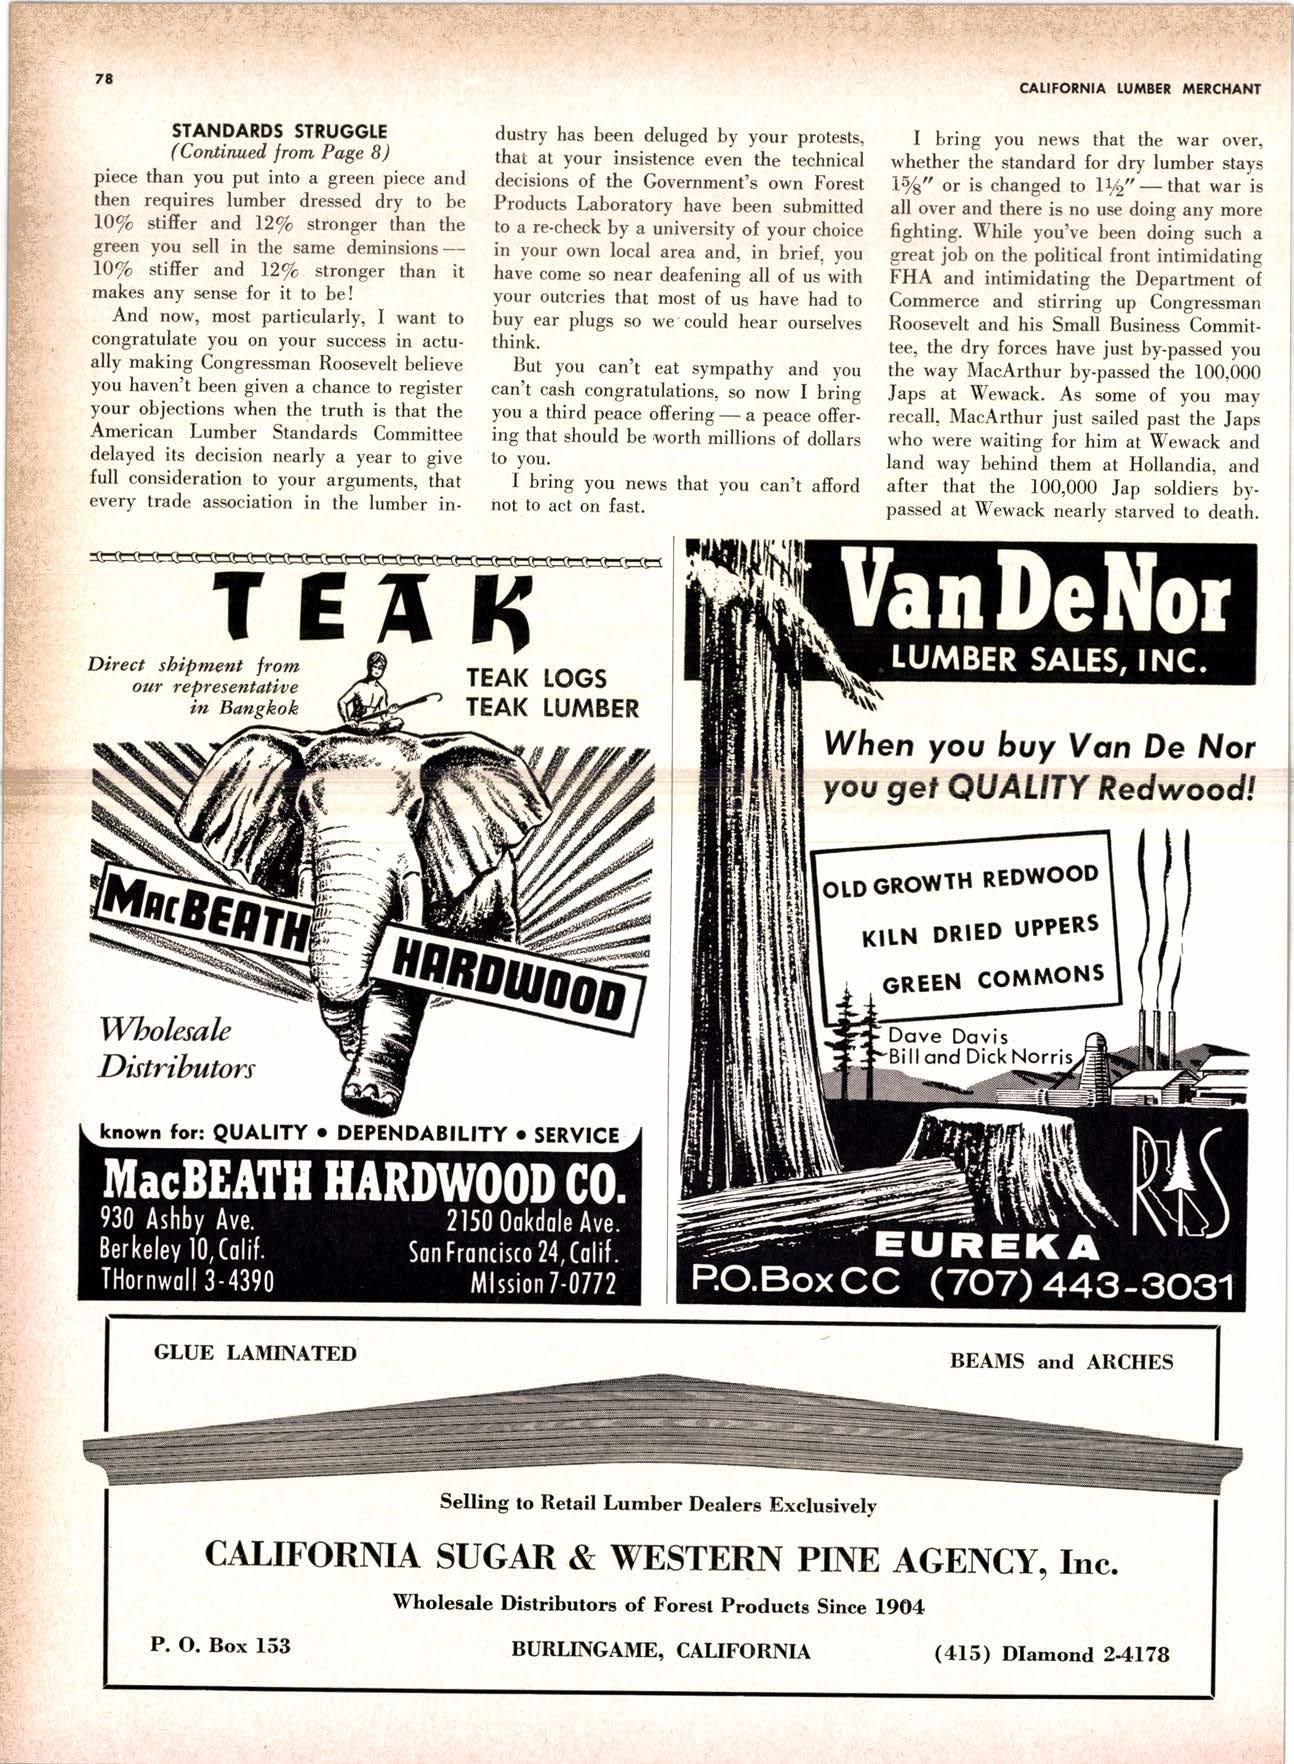 78
CALIFORNIA LUMBER MERCHANT
STANDARDS STRUGGLE
(Continued from Page 8)
piece than you put into a green piece and
then requires lumber dressed dry to be
10% stiffer and 12% stronger than the
green you sell in the same deminsions —
10% stiffer and 12% stronger than it
makes any sense for it to be!
And now, most particularly, I want to
congratulate you on your success in actu-
ally making Congressman Roosevelt believe
you haven't been given a chance to register
your objections when the truth is that the
American Lumber Standards Committee
delayed its decision nearly a year to give
full consideration to your arguments, that
every trade association in the lumber in-
dustry has been deluged by your protests,
that at your insistence even the technical
decisions of the Government's own Forest
Products Laboratory have been submitted
to a re-check by a university of your choice
in your own local area and, in brief, you
have come so near deafening all of us with
your outcries that most of us have had to
buy ear plugs so we could hear ourselves
think.
But you can't eat sympathy and you
can't cash congratulations, so now I bring
you a third peace offering — a peace offer-
ing that should be worth millions of dollars
to you.
I bring you news that you can't afford
not to act on fast.
I bring you news that the war over,
whether the standard for dry lumber stays
1⅝" or is changed to 1½" — that war is
all over and there is no use doing any more
fighting. While you've been doing such a
great job on the political front intimidating
FHA and intimidating the Department of
Commerce and stirring up Congressman
Roosevelt and his Small Business Commit-
tee, the dry forces have just by-passed you
the way MacArthur by-passed the 100,000
Japs at Wewack. As some of you may
recall, MacArthur just sailed past the Japs
who were waiting for him at Wewack and
land way behind them at Hollandia, and
after that the 100,000 Jap soldiers by-
passed at Wewack nearly starved to death.
TEAK
Direct shipment from
our representative
in Bangkok
TEAK LOGS
TEAK LUMBER
MacBEATH
HARDWOOD
Wholesale
Distributors
known for: QUALITY • DEPENDABILITY • SERVICE
MacBEATH HARDWOOD CO.
930 Ashby Ave.
Berkeley 10, Calif.
THornwall 3-4390
2150 Oakdale Ave.
San Francisco 24, Calif.
MIssion 7-0772
Van De Nor
LUMBER SALES, INC.
When you buy Van De Nor
you get QUALITY Redwood!
OLD GROWTH REDWOOD
KILN DRIED UPPERS
GREEN COMMONS
Dave Davis
Bill and Dick Norris
R S
EUREKA
P.O. Box CC (707) 443-3031
GLUE LAMINATED
BEAMS and ARCHES
Selling to Retail Lumber Dealers Exclusively
CALIFORNIA SUGAR & WESTERN PINE AGENCY, Inc.
Wholesale Distributors of Forest Products Since 1904
P. O. Box 153
BURLINGAME, CALIFORNIA
(415) DIamond 2-4178